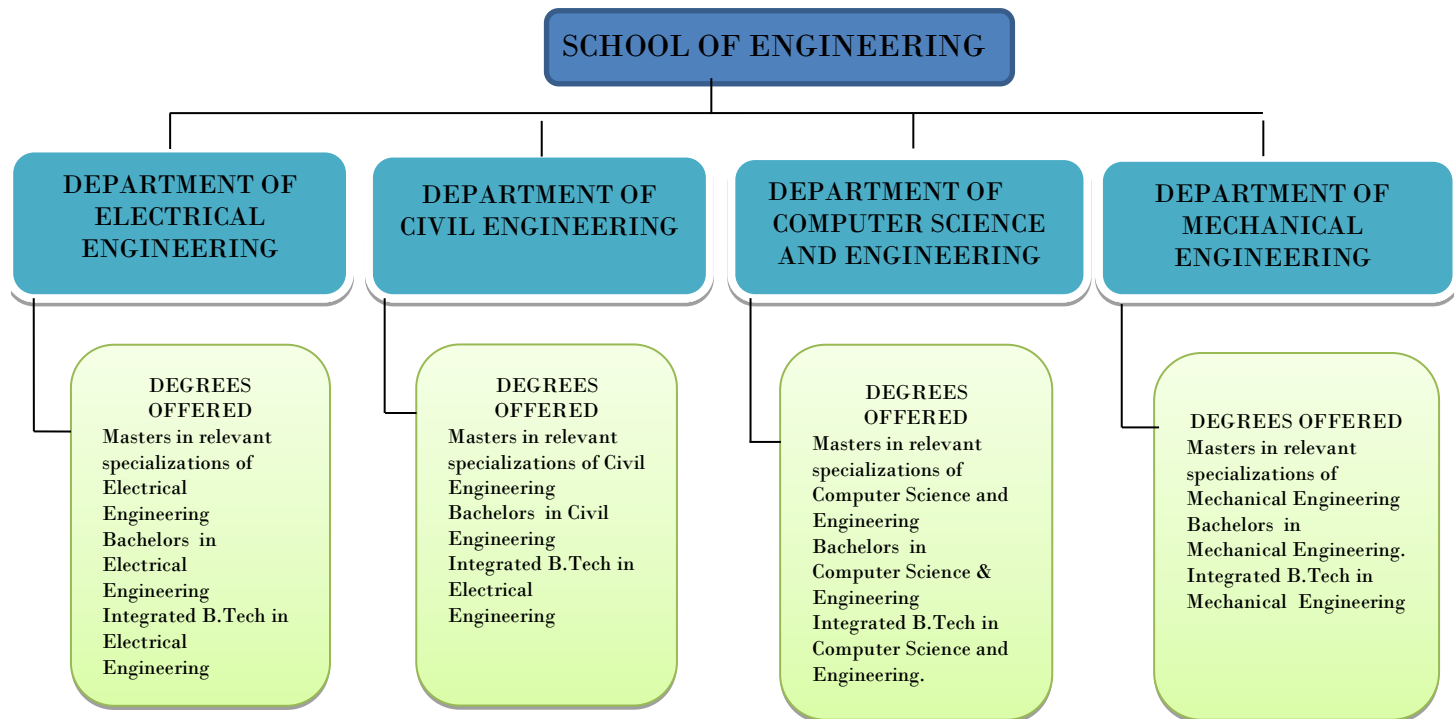 SCHOOL OF ENGINEERING
DEPARTMENT OF
ELECTRICAL
ENGINEERING
DEPARTMENT OF
CIVIL ENGINEERING
DEPARTMENT OF
COMPUTER SCIENCE
AND ENGINEERING
DEPARTMENT OF
MECHANICAL
ENGINEERING
DEGREES
OFFERED
Masters in relevant
specializations of
Electrical
Engineering
Bachelors in
Electrical
Engineering
Integrated B.Tech in
Electrical
Engineering
DEGREES
OFFERED
Masters in relevant
specializations of Civil
Engineering
Bachelors in Civil
Engineering
Integrated B.Tech in
Electrical
Engineering
DEGREES
OFFERED
Masters in relevant
specializations of
Computer Science and
Engineering
Bachelors in
Computer Science &
Engineering
Integrated B.Tech in
Computer Science and
Engineering.
DEGREES OFFERED
Masters in relevant
specializations of
Mechanical Engineering
Bachelors in
Mechanical Engineering.
Integrated B.Tech in
Mechanical Engineering